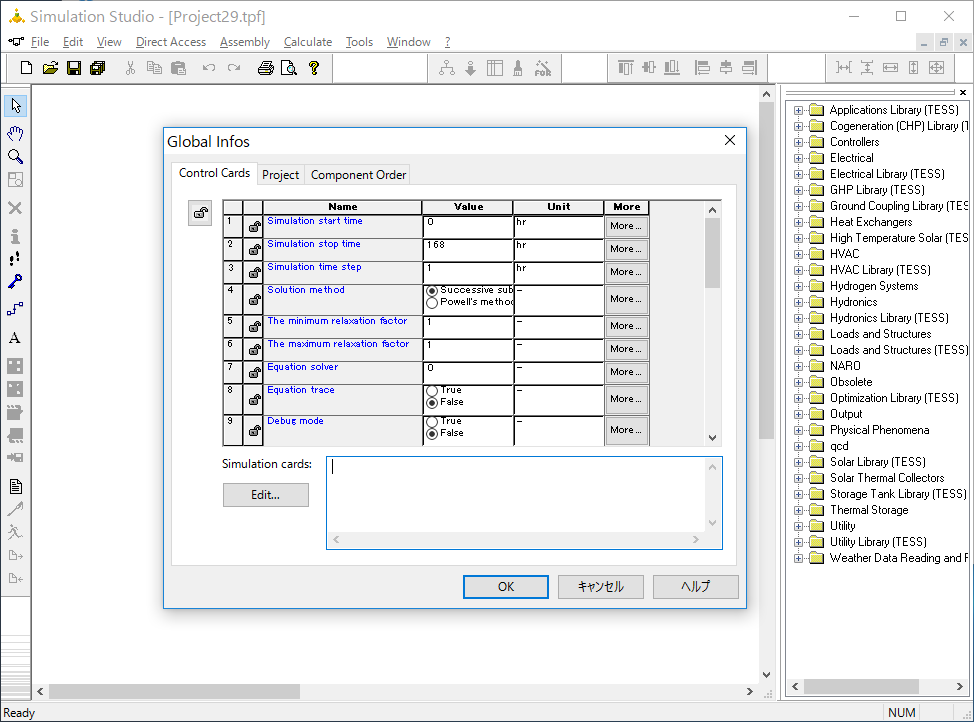 Simulation Studio - [Project29.tpf]
File Edit View Direct Access Assembly Calculate Tools Window ?
FOR
Global Infos
Control Cards Project Component Order
Name Value Unit More
1 Simulation start time 0 hr More...
2 Simulation stop time 168 hr More...
3 Simulation time step 1 hr More...
4 Solution method Successive sub - More...
Powell's metho
5 The minimum relaxation factor 1 - More...
6 The maximum relaxation factor 1 - More...
7 Equation solver 0 - More...
8 Equation trace True - More...
False
9 Debug mode True - More...
False
Simulation cards:
Edit...
OK キャンセル ヘルプ
A
Applications Library (TESS)
Cogeneration (CHP) Library (T
Controllers
Electrical
Electrical Library (TESS)
GHP Library (TESS)
Ground Coupling Library (TES
Heat Exchangers
High Temperature Solar (TES
HVAC
HVAC Library (TESS)
Hydrogen Systems
Hydronics
Hydronics Library (TESS)
Loads and Structures
Loads and Structures (TESS)
NARO
Obsolete
Optimization Library (TESS)
Output
Physical Phenomena
qcd
Solar Library (TESS)
Solar Thermal Collectors
Storage Tank Library (TESS)
Thermal Storage
Utility
Utility Library (TESS)
Weather Data Reading and F
Ready NUM